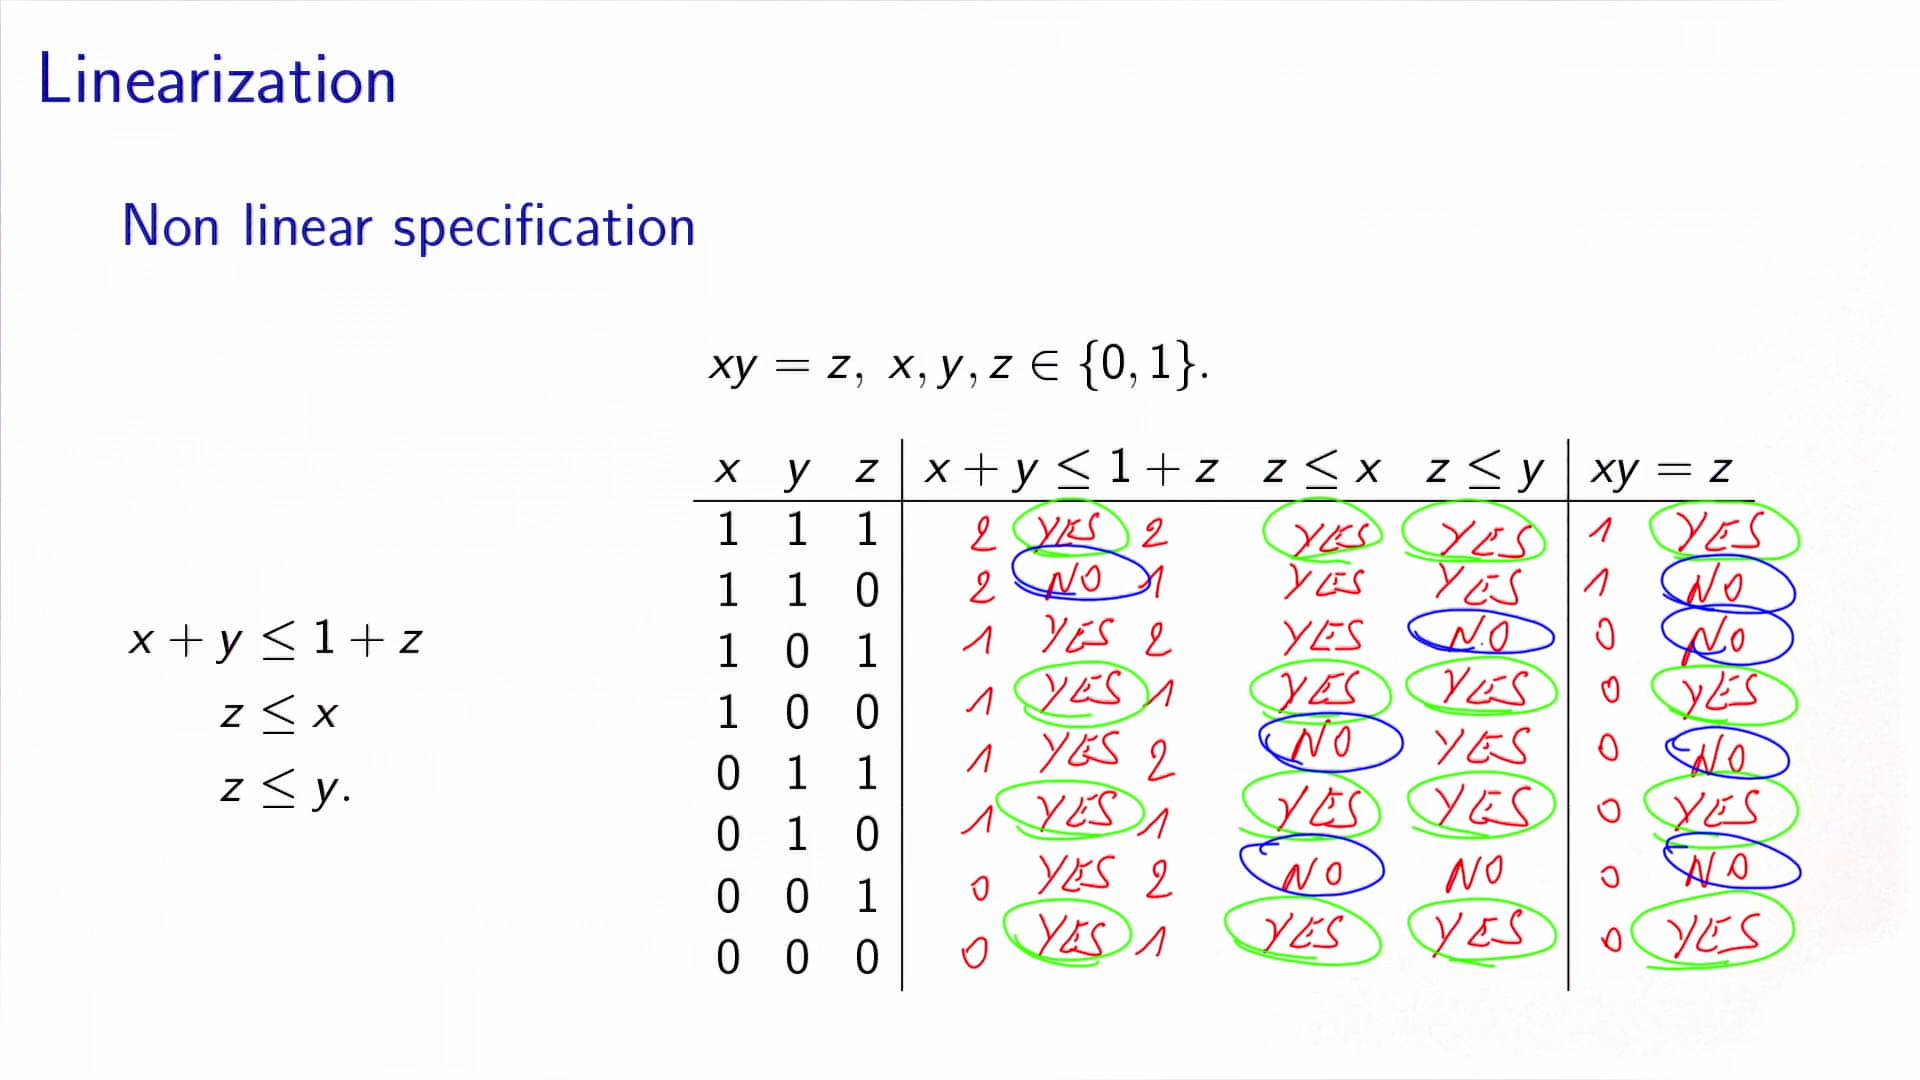 Linearization
Non linear specification
xy = z, x, y, z ∈ {0, 1}.
x + y ≤ 1 + z
z ≤ x
z ≤ y.
x y z x + y ≤ 1 + z z ≤ x z ≤ y xy = z
1 1 1 2 YES 2 YES YES 1 YES
1 1 0 2 NO 1 YES YES 1 NO
1 0 1 1 YES 2 YES NO 0 NO
1 0 0 1 YES 1 YES YES 0 YES
0 1 1 1 YES 2 NO YES 0 NO
0 1 0 1 YES 1 YES YES 0 YES
0 0 1 0 YES 2 NO NO 0 NO
0 0 0 0 YES 1 YES YES 0 YES